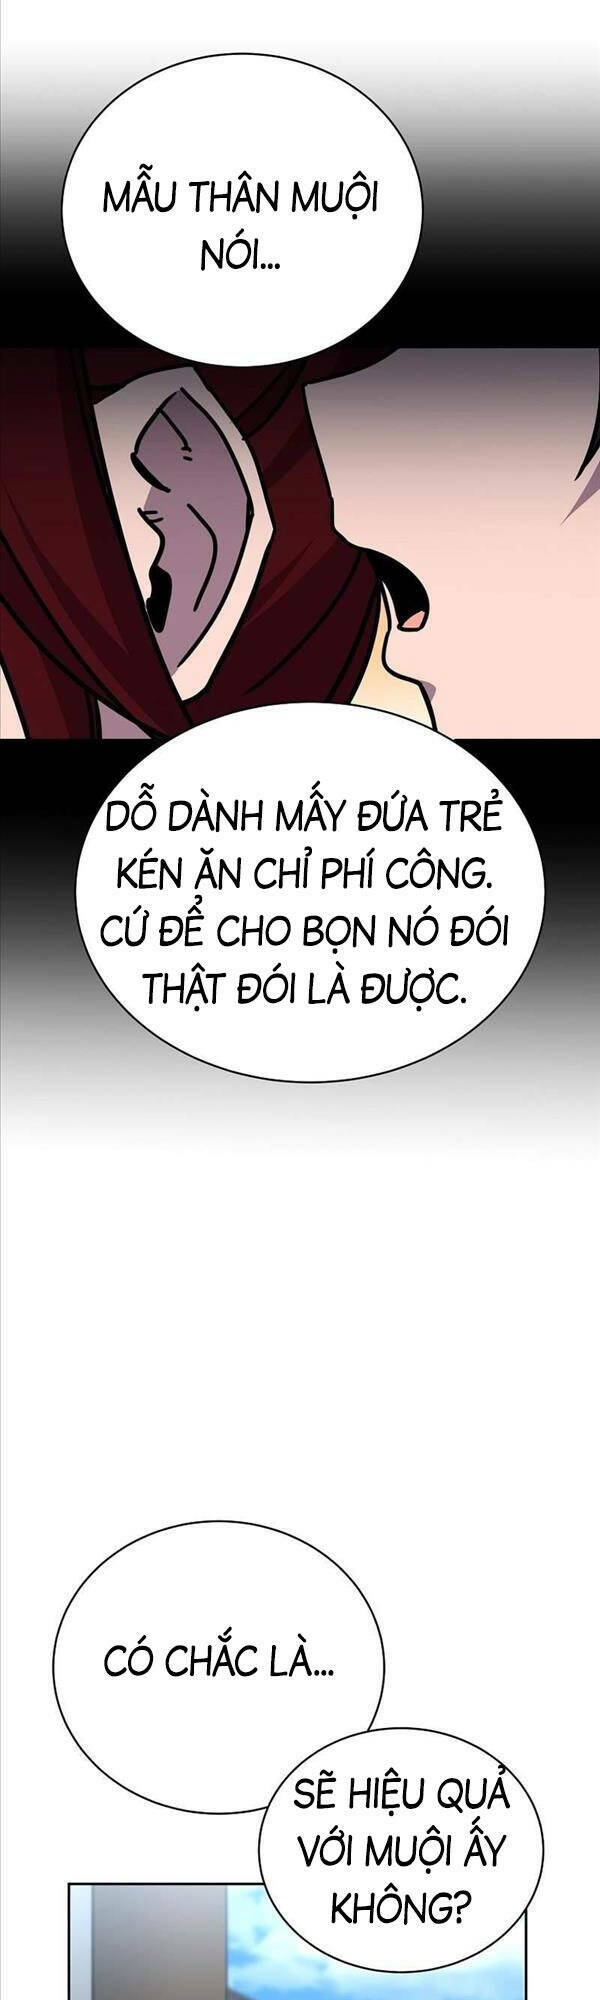 MẪU THÂN MUỘI
NÓI...
DỖ DÀNH MẤY ĐỨA TRẺ
KÉN ĂN CHỈ PHÍ CÔNG.
CỨ ĐỂ CHO BỌN NÓ ĐÓI
THẬT ĐÓI LÀ ĐƯỢC.
CÓ CHẮC LÀ...
SẼ HIỆU QUẢ
VỚI MUỘI ẤY
KHÔNG?